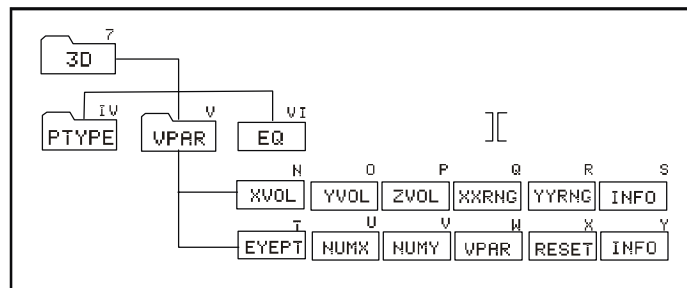 7
3D
IV V VI
PTYPE VPAR EQ
][
N O P Q R S
XVOL YVOL ZVOL XXRNG YYRNG INFO
T U V W X Y
EYEPT NUMX NUMY VPAR RESET INFO